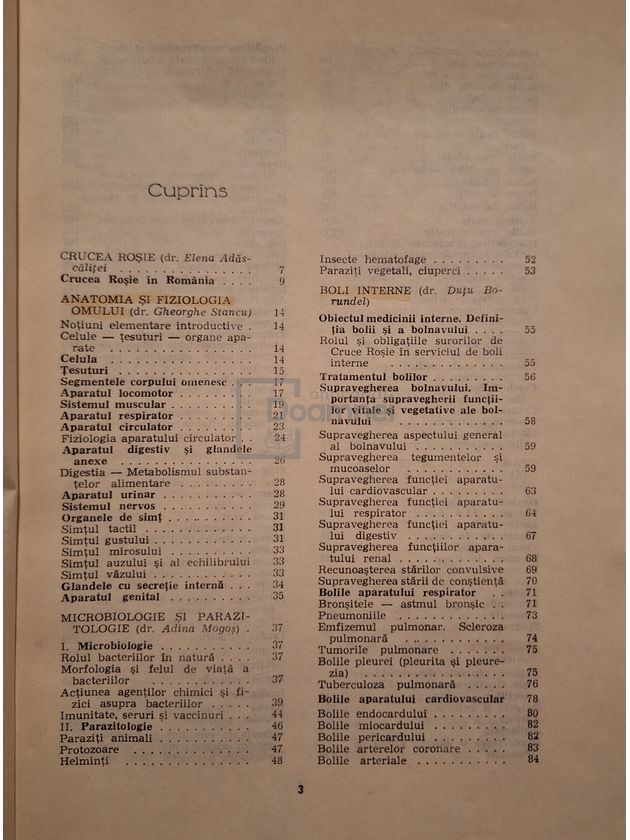 Cuprins
CRUCEA ROȘIE (dr. Elena Adăs-
căliței . . . . . . . . . . . . . . 7
Crucea Roșie în România . . . . 9
ANATOMIA ȘI FIZIOLOGIA
OMULUI (dr. Gheorghe Stancu) 14
Noțiuni elementare introductive . 14
Celule — țesuturi — organe apa-
rate . . . . . . . . . . . . . . 14
Celula . . . . . . . . . . . . . 14
Țesuturi . . . . . . . . . . . . 15
Segmentele corpului omenesc . . 17
Aparatul locomotor . . . . . . . 17
Sistemul muscular . . . . . . . . 19
Aparatul respirator . . . . . . . 21
Aparatul circulator . . . . . . . 23
Fiziologia aparatului circulator . . 24
Aparatul digestiv și glandele
anexe . . . . . . . . . . . . . 26
Digestia — Metabolismul substan-
țelor alimentare . . . . . . . . 28
Aparatul urinar . . . . . . . . . 28
Sistemul nervos . . . . . . . . . 29
Organele de simț . . . . . . . . 31
Simțul tactil . . . . . . . . . . 31
Simțul gustului . . . . . . . . . 31
Simțul mirosului . . . . . . . . 33
Simțul auzului și al echilibrului 33
Simțul văzului . . . . . . . . . 33
Glandele cu secreție internă . . . 34
Aparatul genital . . . . . . . . . 35
MICROBIOLOGIE ȘI PARAZI-
TOLOGIE (dr. Adina Mogoș) . 37
I. Microbiologie . . . . . . . . . 37
Rolul bacteriilor în natură . . . . 37
Morfologia și felul de viață a
bacteriilor . . . . . . . . . . . 37
Acțiunea agenților chimici și fi-
zici asupra bacteriilor . . . . . 39
Imunitate, seruri și vaccinuri . . . 44
II. Parazitologie . . . . . . . . . 46
Paraziți animali . . . . . . . . . 47
Protozoare . . . . . . . . . . . 47
Helminți . . . . . . . . . . . . 48
Insecte hematofage . . . . . . . . 52
Paraziți vegetali, ciuperci . . . . . 53
BOLI INTERNE (dr. Duțu Bo-
rundel)
Obiectul medicinii interne. Defini-
ția bolii și a bolnavului . . . . 55
Rolul și obligațiile surorilor de
Cruce Roșie în serviciul de boli
interne . . . . . . . . . . . . 55
Tratamentul bolilor . . . . . . . . 56
Supravegherea bolnavului. Im-
portanța supravegherii funcții-
lor vitale și vegetative ale bol-
navului . . . . . . . . . . . . 58
Supravegherea aspectului general
al bolnavului . . . . . . . . . 59
Supravegherea tegumentelor și
mucoaselor . . . . . . . . . . 59
Supravegherea funcției aparatu-
lui cardiovascular . . . . . . . 63
Supravegherea funcției aparatu-
lui respirator . . . . . . . . . 64
Supravegherea funcției aparatu-
lui digestiv . . . . . . . . . . 67
Supravegherea funcțiilor apara-
tului renal . . . . . . . . . . 68
Recunoașterea stărilor convulsive 69
Supravegherea stării de conștiență 70
Bolile aparatului respirator . . 71
Bronșitele — astmul bronșic . . 71
Pneumoniile . . . . . . . . . . . 73
Emfizemul pulmonar. Scleroza
pulmonară . . . . . . . . . . . 74
Tumorile pulmonare . . . . . . . 75
Bolile pleurei (pleurita și pleure-
zia) . . . . . . . . . . . . . . 75
Tuberculoza pulmonară . . . . . 76
Bolile aparatului cardiovascular 78
Bolile endocardului . . . . . . . 80
Bolile miocardului . . . . . . . . 82
Bolile pericardului . . . . . . . . 82
Bolile arterelor coronare . . . . . 83
Bolile arteriale . . . . . . . . . . 84
3